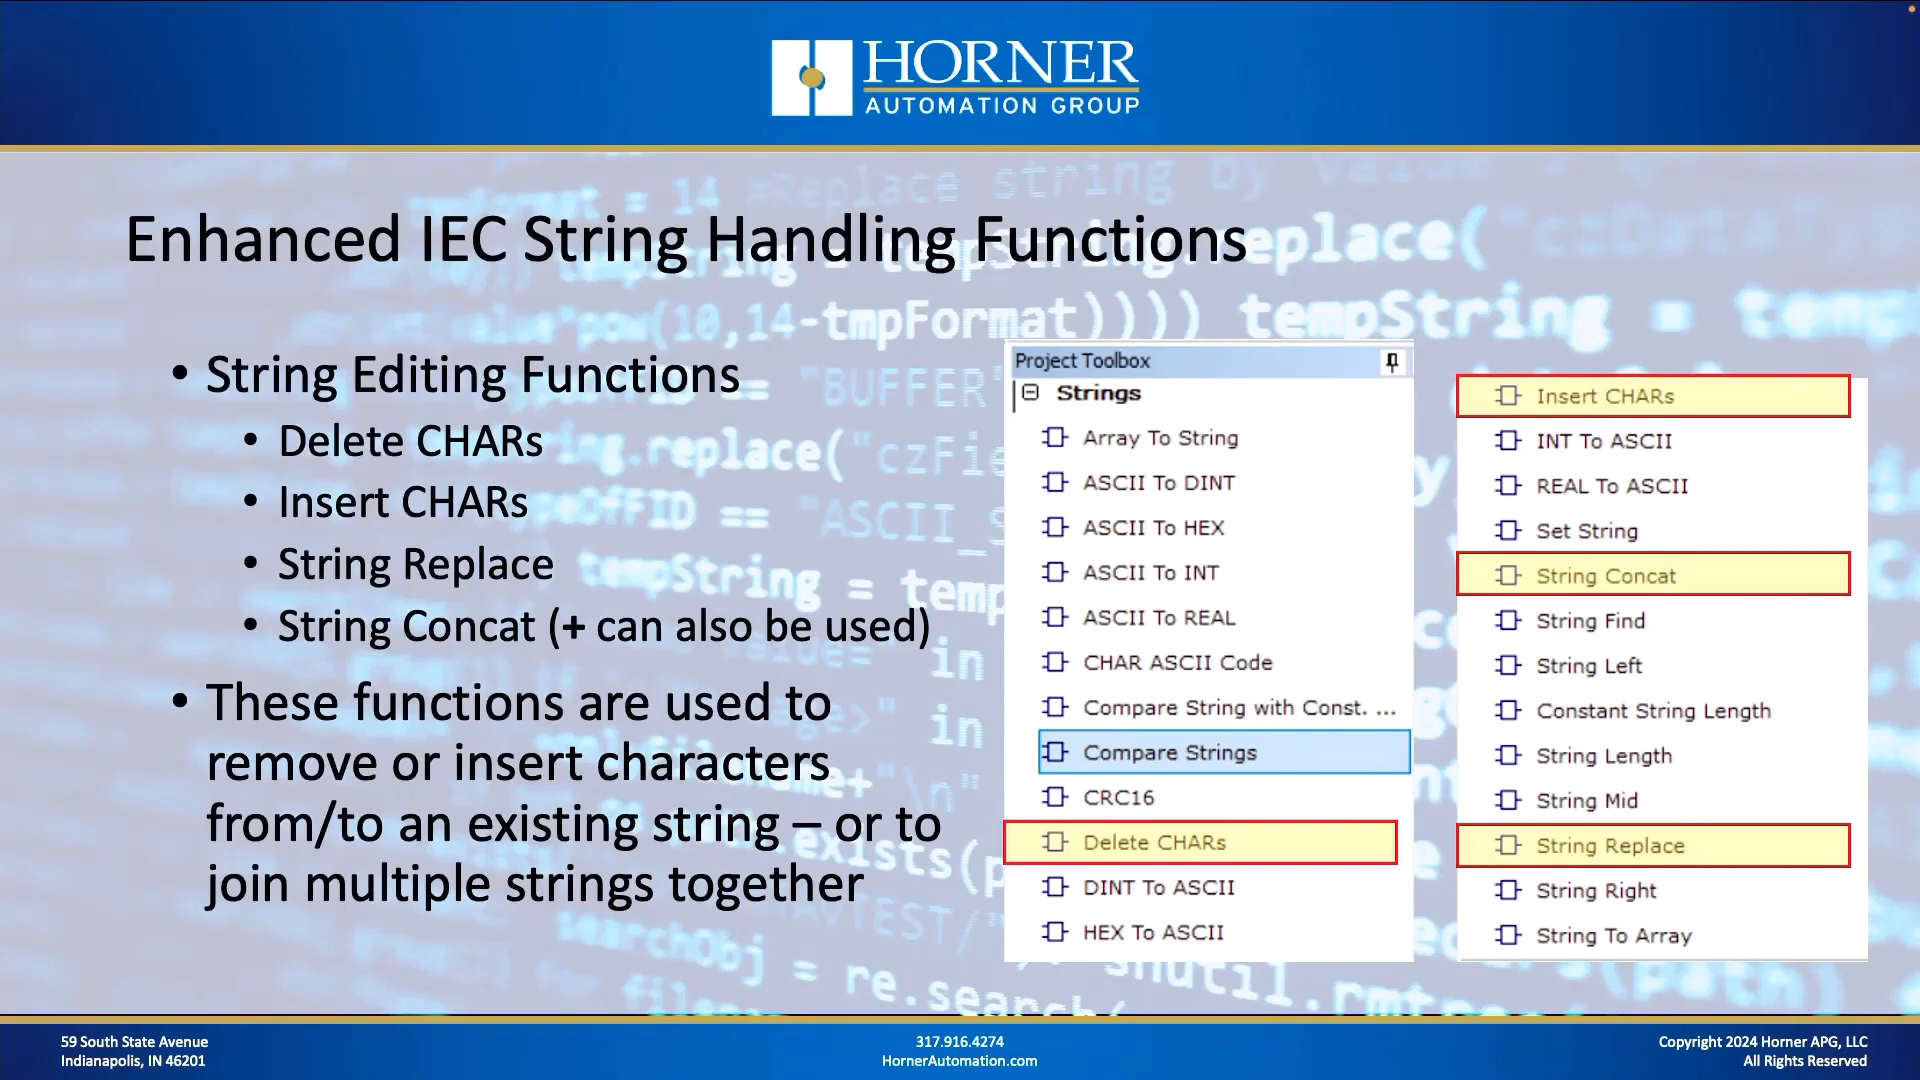 HORNER
AUTOMATION GROUP
Enhanced IEC String Handling Functions
• String Editing Functions
• Delete CHARs
• Insert CHARs
• String Replace
• String Concat (+ can also be used)
• These functions are used to
remove or insert characters
from/to an existing string – or to
join multiple strings together
Project Toolbox
Strings
Array To String
ASCII To DINT
ASCII To HEX
ASCII To INT
ASCII To REAL
CHAR ASCII Code
Compare String with Const. ...
Compare Strings
CRC16
Delete CHARs
DINT To ASCII
HEX To ASCII
Insert CHARs
INT To ASCII
REAL To ASCII
Set String
String Concat
String Find
String Left
Constant String Length
String Length
String Mid
String Replace
String Right
String To Array
59 South State Avenue
Indianapolis, IN 46201
317.916.4274
HornerAutomation.com
Copyright 2024 Horner APG, LLC
All Rights Reserved